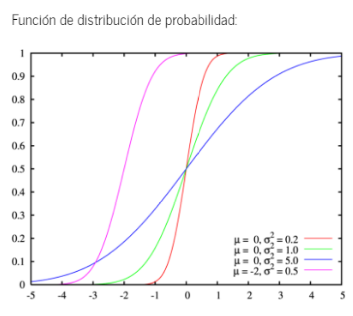 Función de distribución de probabilidad:
1
0.9
0.8
0.7
0.6
0.5
0.4
0.3
0.2
0.1
0
-5 -4 -3 -2 -1 0 1 2 3 4 5
μ = 0, σ² = 0.2
μ = 0, σ² = 1.0
μ = 0, σ² = 5.0
μ = -2, σ² = 0.5